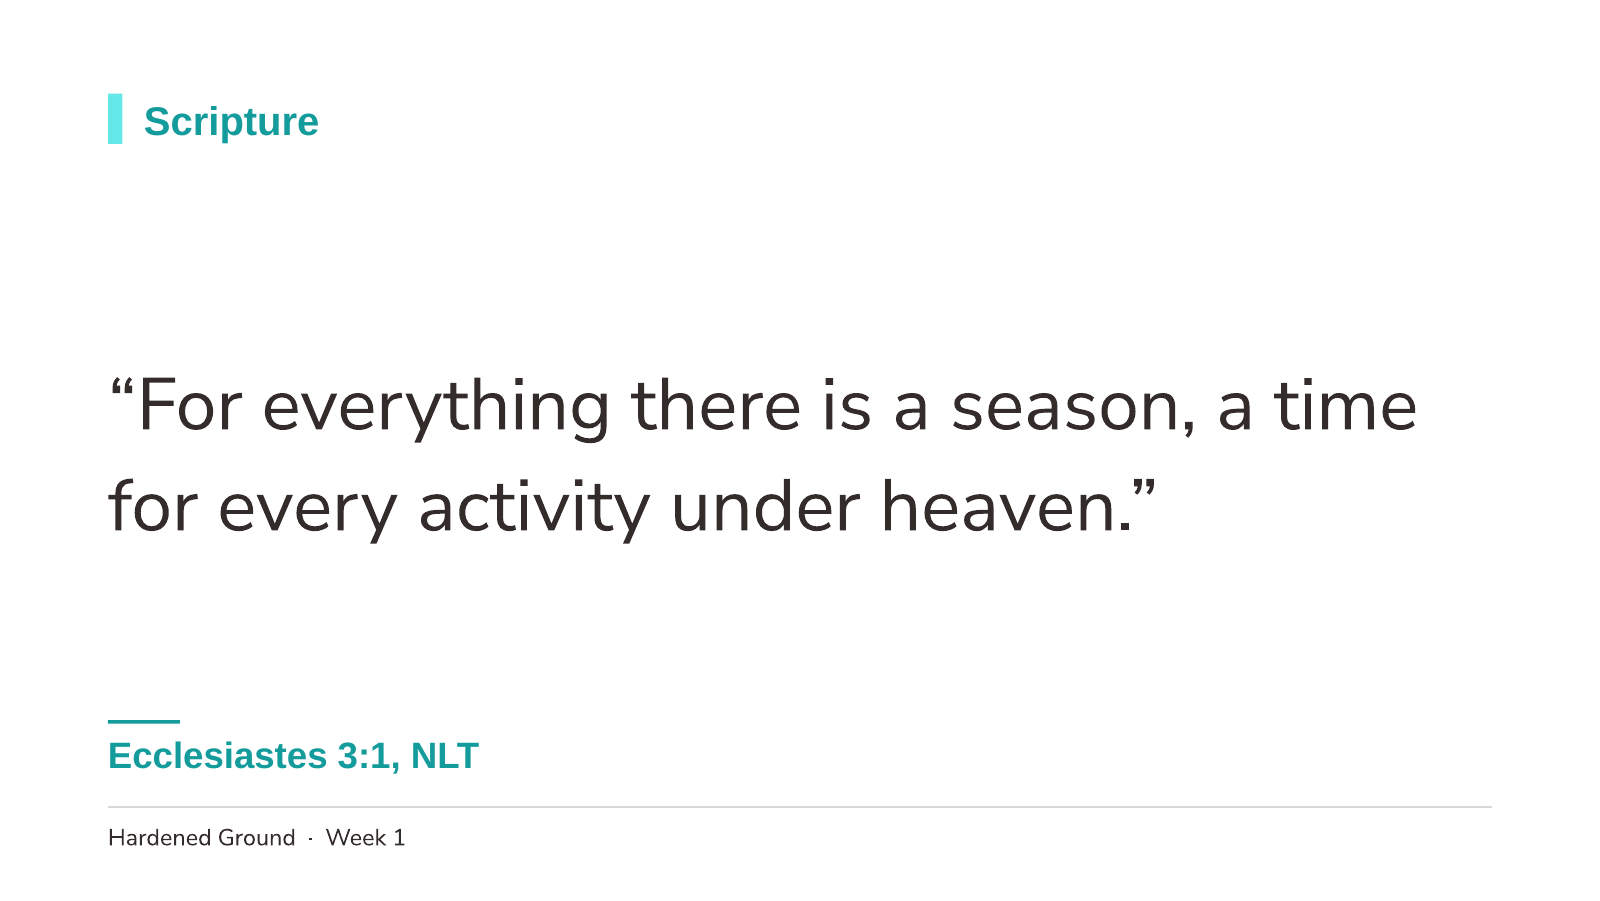 Scripture
“For everything there is a season, a time
for every activity under heaven.”
Ecclesiastes 3:1, NLT
Hardened Ground · Week 1